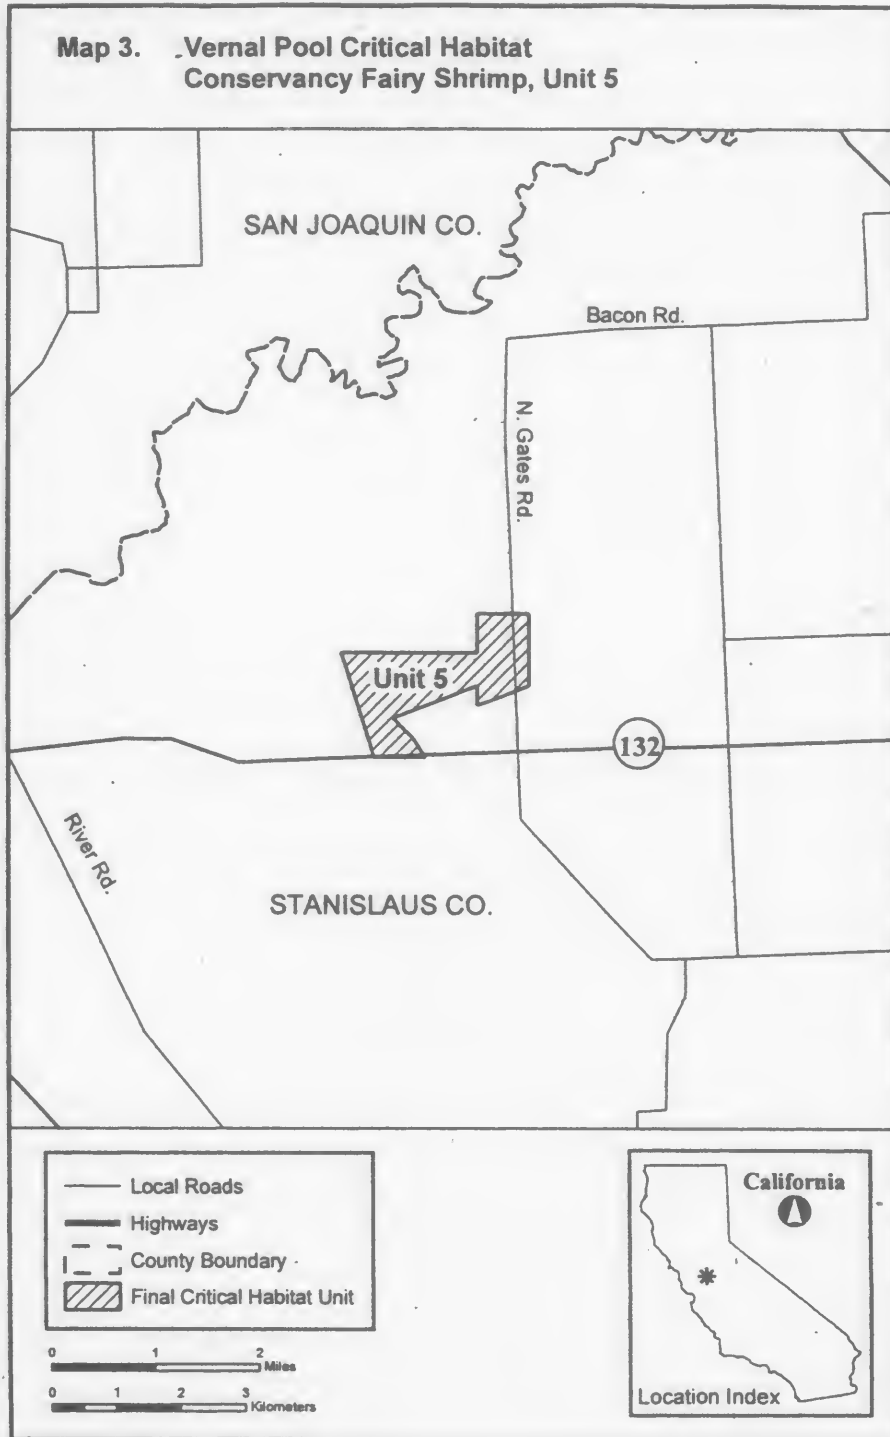 Map 3. Vernal Pool Critical Habitat
Conservancy Fairy Shrimp, Unit 5
SAN JOAQUIN CO.
Bacon Rd.
N. Gates Rd.
Unit 5
132
River Rd.
STANISLAUS CO.
Local Roads
Highways
County Boundary
Final Critical Habitat Unit
0 1 2
Miles
0 1 2 3
Kilometers
California
Location Index